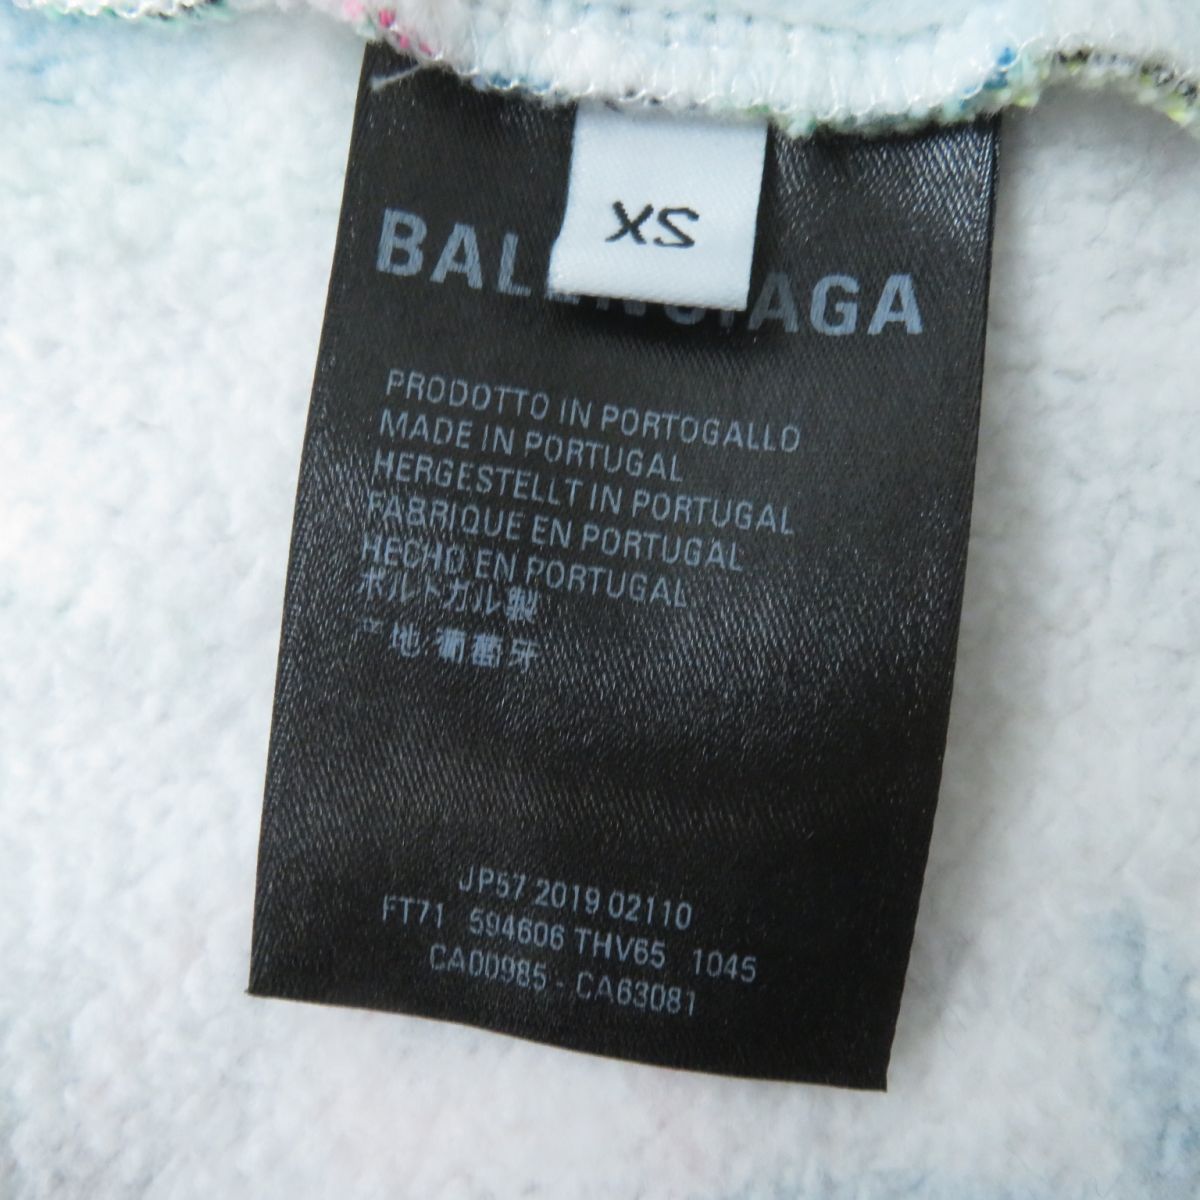 XS
BALENCIAGA
PRODOTTO IN PORTOGALLO
MADE IN PORTUGAL
HERGESTELLT IN PORTUGAL
FABRIQUE EN PORTUGAL
HECHO EN PORTUGAL
ポルトガル製
产地葡萄牙
JP57 2019 02110
FT71 594606 THV65 1045
CA00985 - CA63081